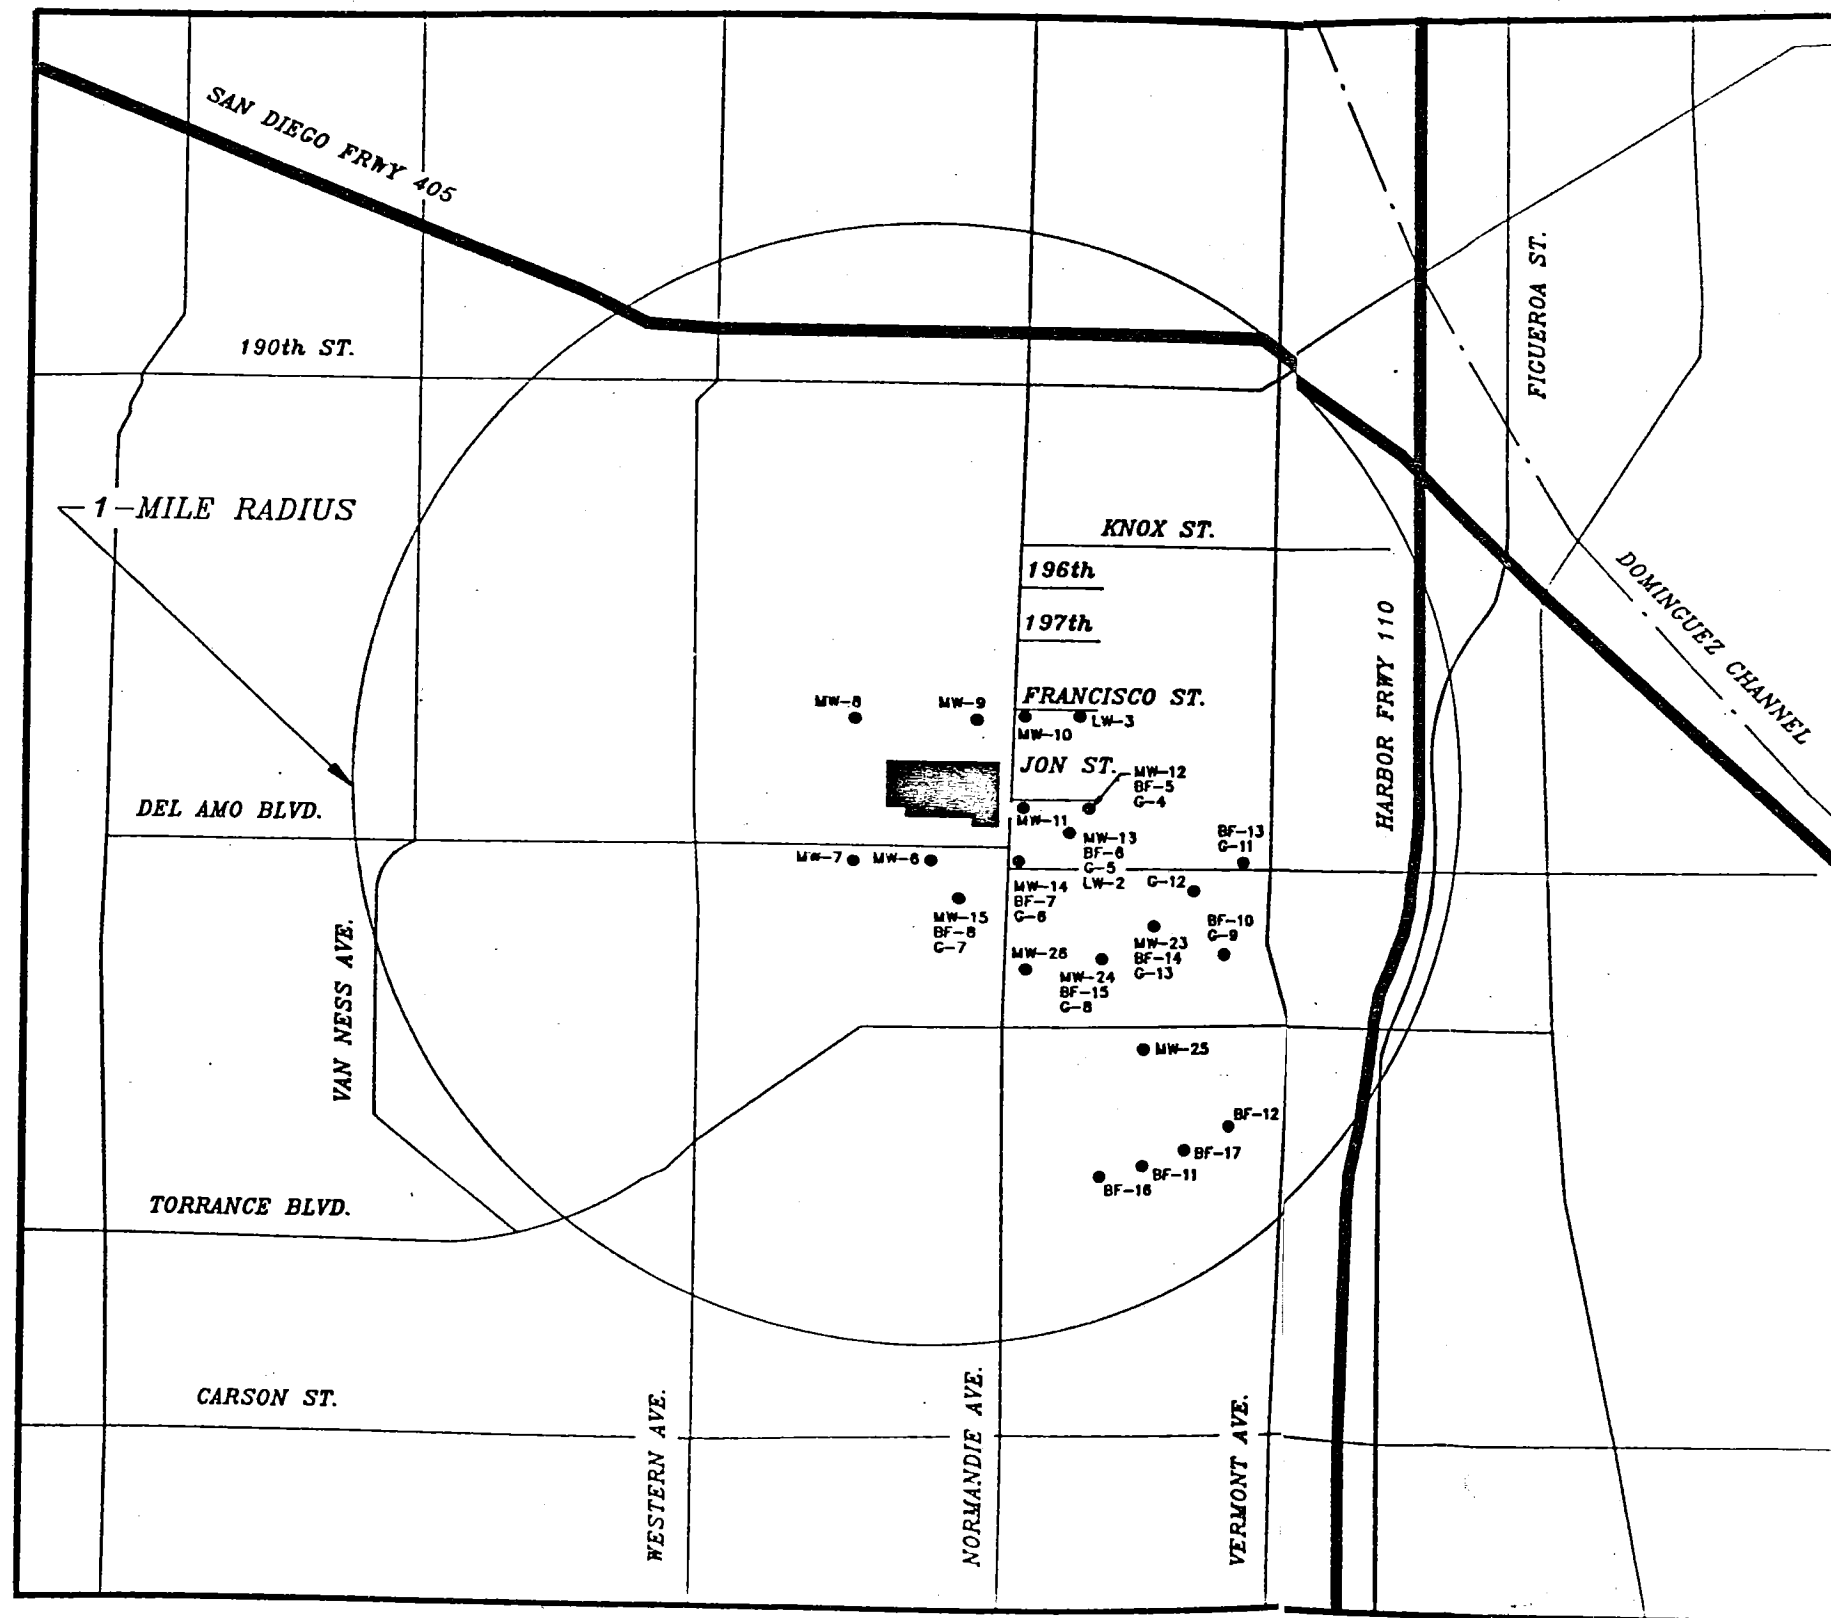 SAN DIEGO FRWY 405
190th ST.
FIGUEROA ST.
1-MILE RADIUS
KNOX ST.
196th
197th
DOMINGUEZ CHANNEL
HARBOR FRWY 110
MW-8
MW-9
FRANCISCO ST.
LW-3
MW-10
JON ST.
MW-12
BF-5
G-4
DEL AMO BLVD.
MW-11
MW-13
BF-6
G-5
LW-2
BF-13
G-11
MW-7
MW-6
G-12
MW-14
BF-7
G-6
MW-15
BF-8
G-7
BF-10
G-9
MW-23
BF-14
G-13
MW-26
MW-24
BF-15
G-8
VAN NESS AVE.
MW-25
BF-12
BF-17
BF-11
BF-16
TORRANCE BLVD.
CARSON ST.
WESTERN AVE.
NORMANDIE AVE.
VERMONT AVE.